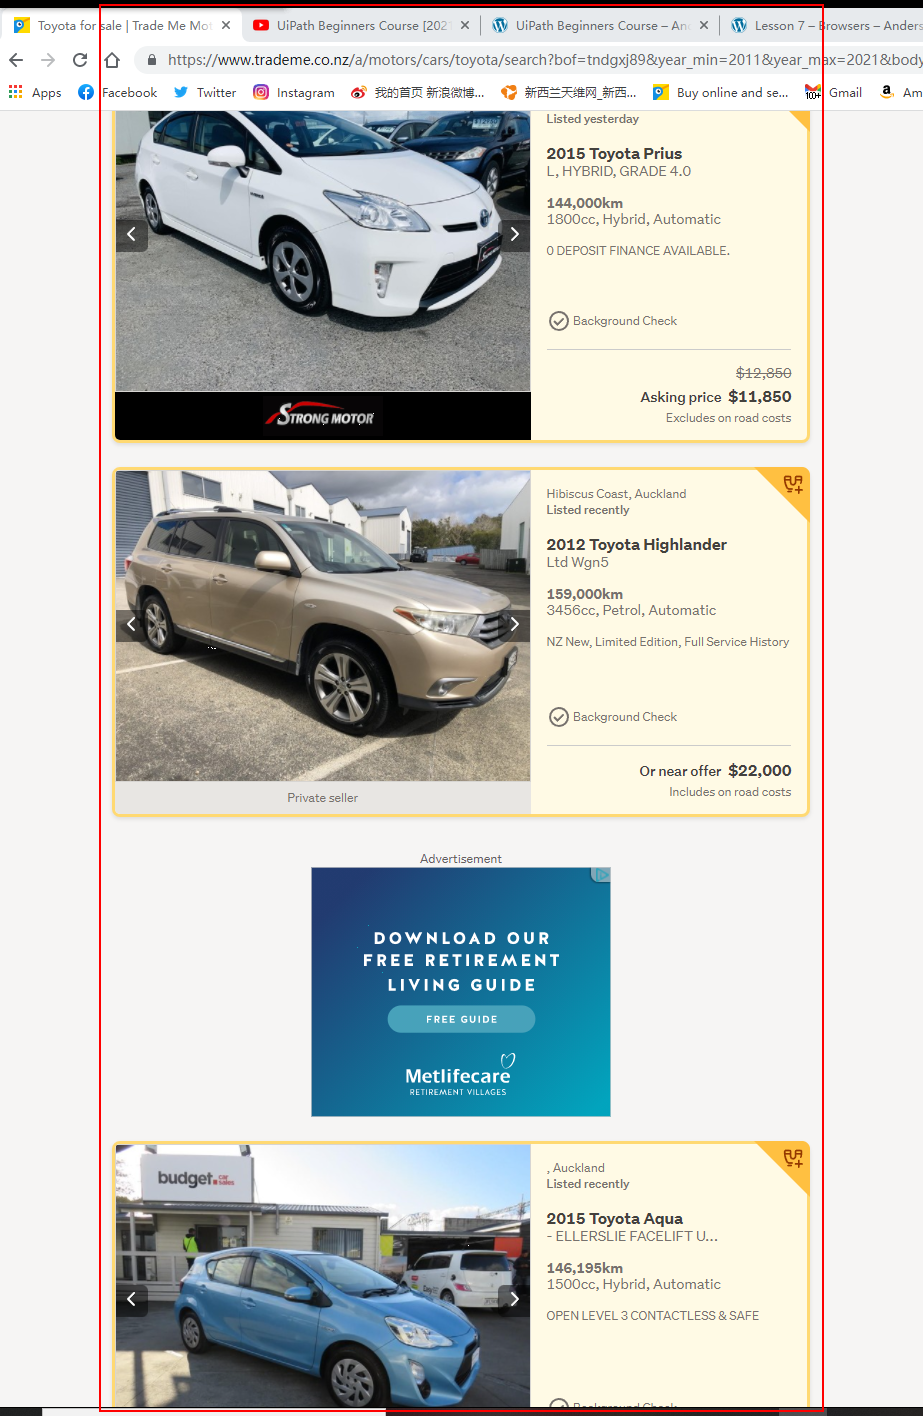 Toyota for sale | Trade Me Mot
UiPath Beginners Course [2021
UiPath Beginners Course – An
Lesson 7 – Browsers – Anders
https://www.trademe.co.nz/a/motors/cars/toyota/search?bof=tndgxj89&year_min=2011&year_max=2021&body
Apps
Facebook
Twitter
Instagram
我的首页 新浪微博...
新西兰天维网_新西...
Buy online and se...
100+
Gmail
Am
Listed yesterday
2015 Toyota Prius
L, HYBRID, GRADE 4.0
144,000km
1800cc, Hybrid, Automatic
0 DEPOSIT FINANCE AVAILABLE.
Background Check
$12,850
Asking price $11,850
Excludes on road costs
STRONG MOTOR
Hibiscus Coast, Auckland
Listed recently
2012 Toyota Highlander
Ltd Wgn5
159,000km
3456cc, Petrol, Automatic
NZ New, Limited Edition, Full Service History
Background Check
Or near offer $22,000
Includes on road costs
Private seller
Advertisement
DOWNLOAD OUR
FREE RETIREMENT
LIVING GUIDE
FREE GUIDE
Metlifecare
RETIREMENT VILLAGES
budget car sales
, Auckland
Listed recently
2015 Toyota Aqua
- ELLERSLIE FACELIFT U...
146,195km
1500cc, Hybrid, Automatic
OPEN LEVEL 3 CONTACTLESS & SAFE
Background Check